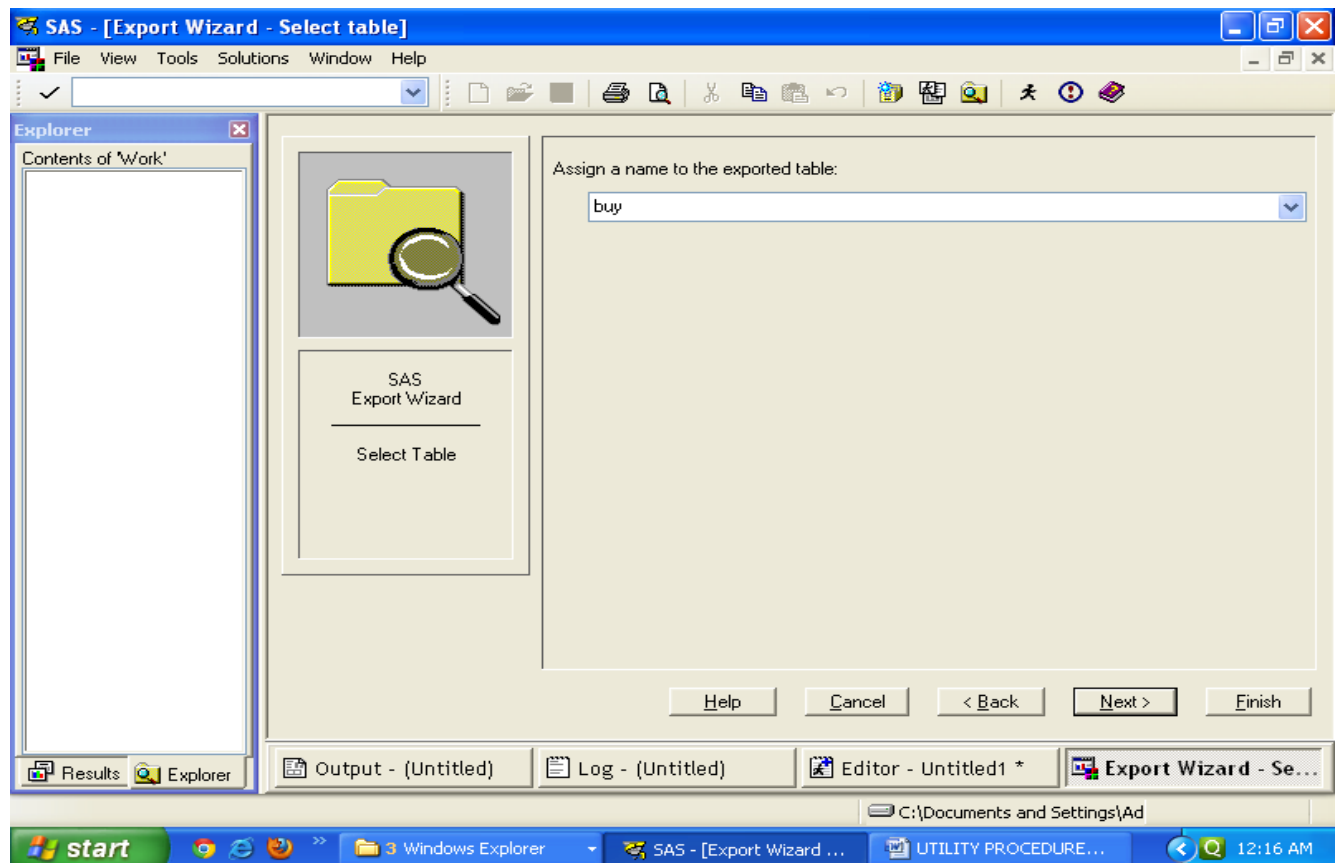 SAS - [Export Wizard - Select table]
File View Tools Solutions Window Help
Explorer
Contents of 'Work'
Assign a name to the exported table:
buy
SAS
Export Wizard
Select Table
Help Cancel < Back Next > Finish
Results Explorer
Output - (Untitled) Log - (Untitled) Editor - Untitled1 * Export Wizard - Se...
C:\Documents and Settings\Ad
start 3 Windows Explorer SAS - [Export Wizard ... UTILITY PROCEDURE... 12:16 AM